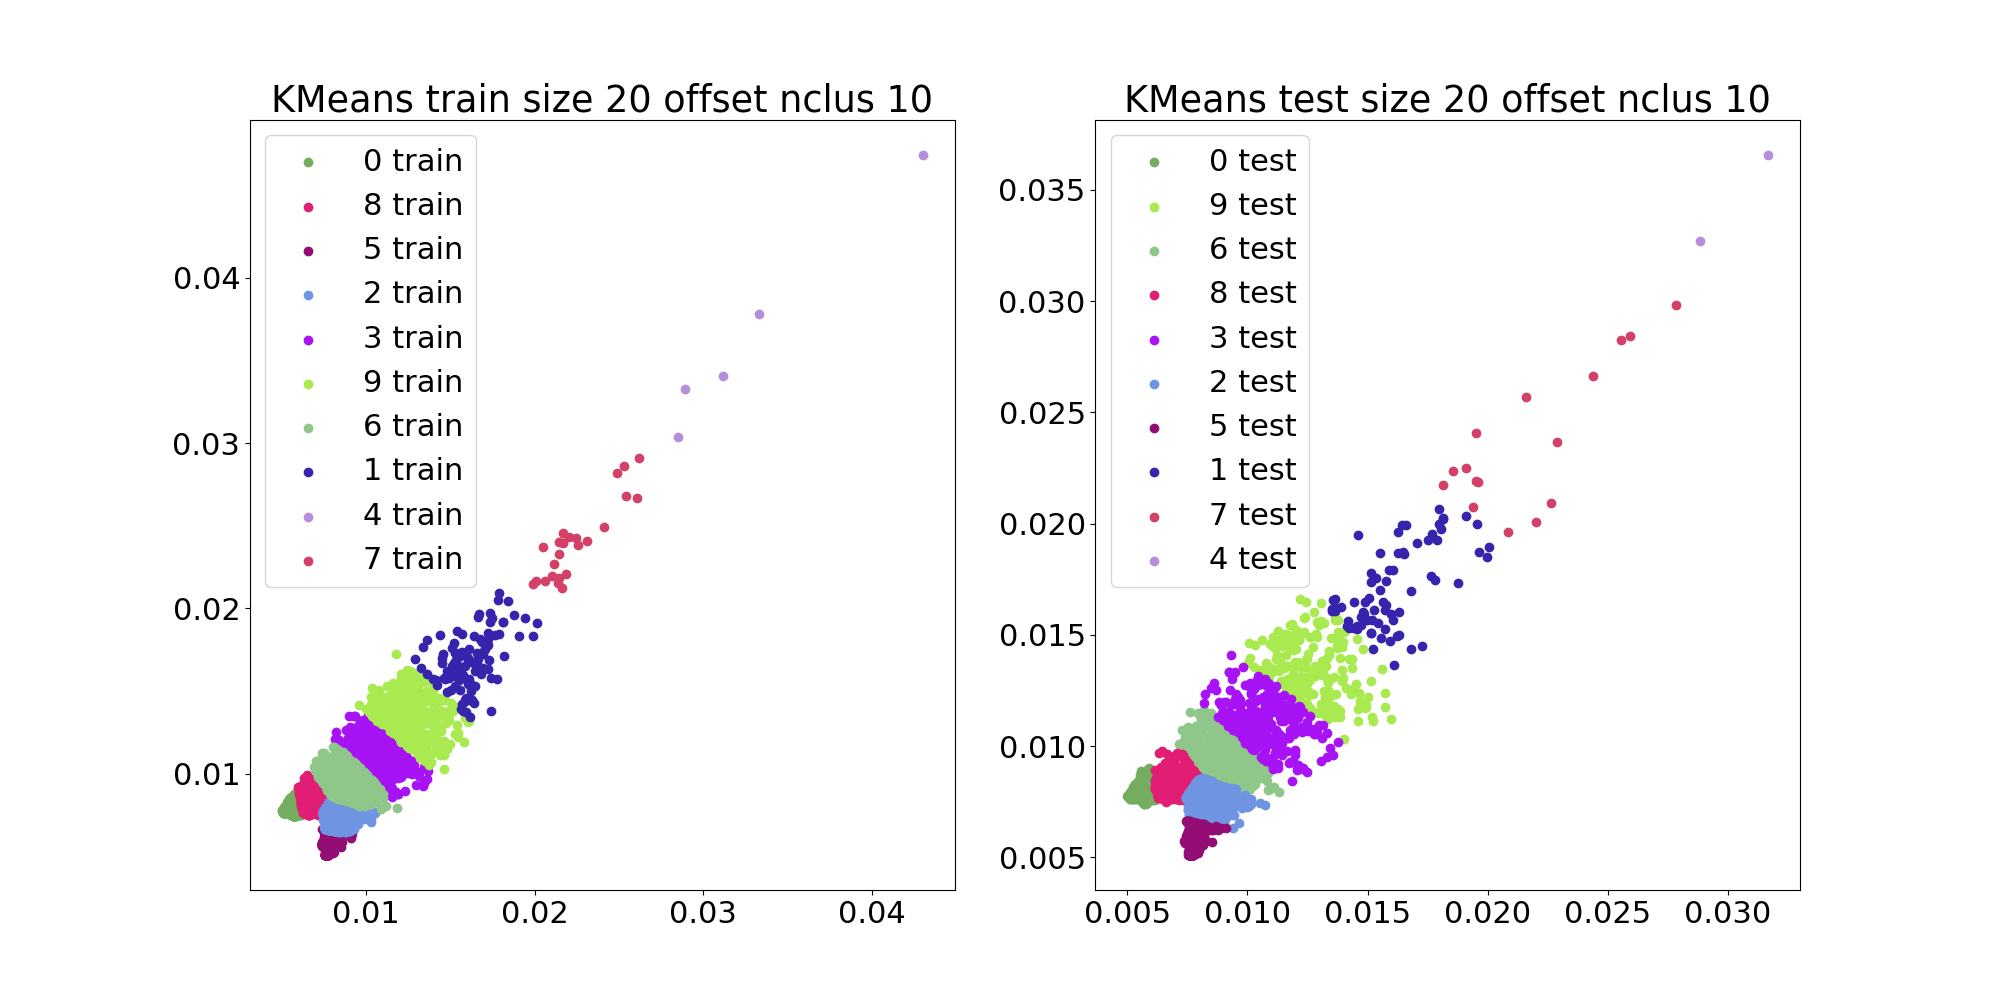 KMeans train size 20 offset nclus 10
0 train
8 train
5 train
2 train
3 train
9 train
6 train
1 train
4 train
7 train
0.04
0.03
0.02
0.01
0.01 0.02 0.03 0.04
KMeans test size 20 offset nclus 10
0 test
9 test
6 test
8 test
3 test
2 test
5 test
1 test
7 test
4 test
0.035
0.030
0.025
0.020
0.015
0.010
0.005
0.005 0.010 0.015 0.020 0.025 0.030